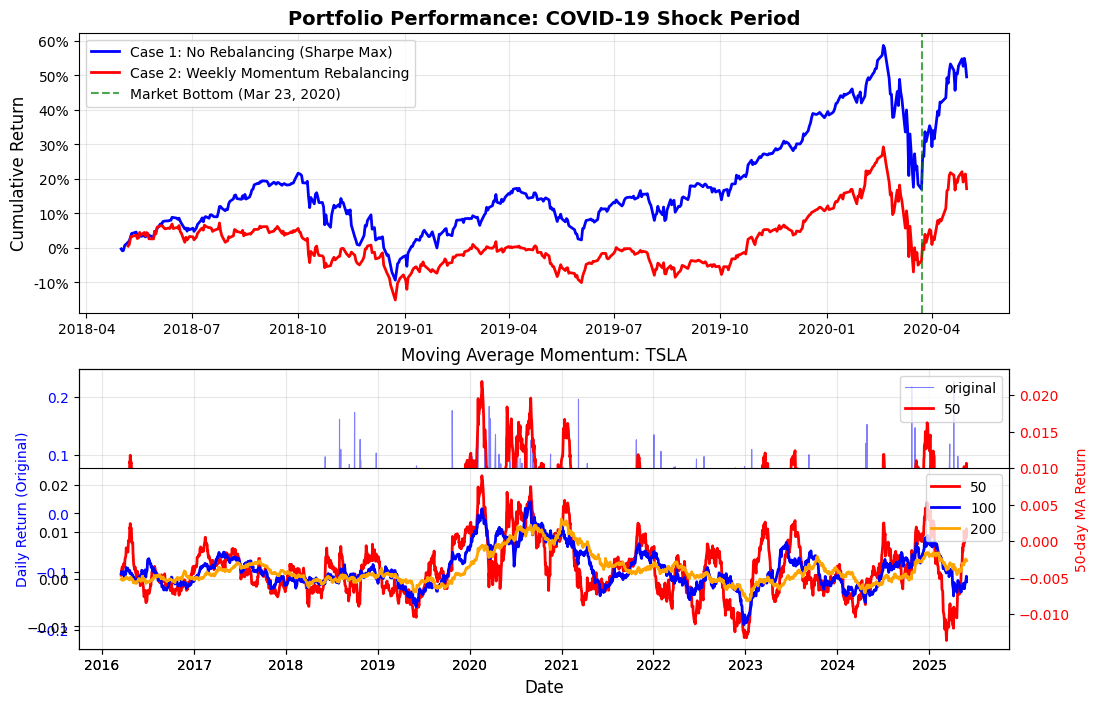 Portfolio Performance: COVID-19 Shock Period
Case 1: No Rebalancing (Sharpe Max)
Case 2: Weekly Momentum Rebalancing
Market Bottom (Mar 23, 2020)
Cumulative Return
60%
50%
40%
30%
20%
10%
0%
-10%
2018-04 2018-07 2018-10 2019-01 2019-04 2019-07 2019-10 2020-01 2020-04
Moving Average Momentum: TSLA
original
50
Daily Return (Original)
0.2
0.1
0.0
−0.1
−0.2
0.02
0.01
0.00
−0.01
50
100
200
0.020
0.015
0.010
0.005
0.000
−0.005
−0.010
50-day MA Return
2016 2017 2018 2019 2020 2021 2022 2023 2024 2025
Date